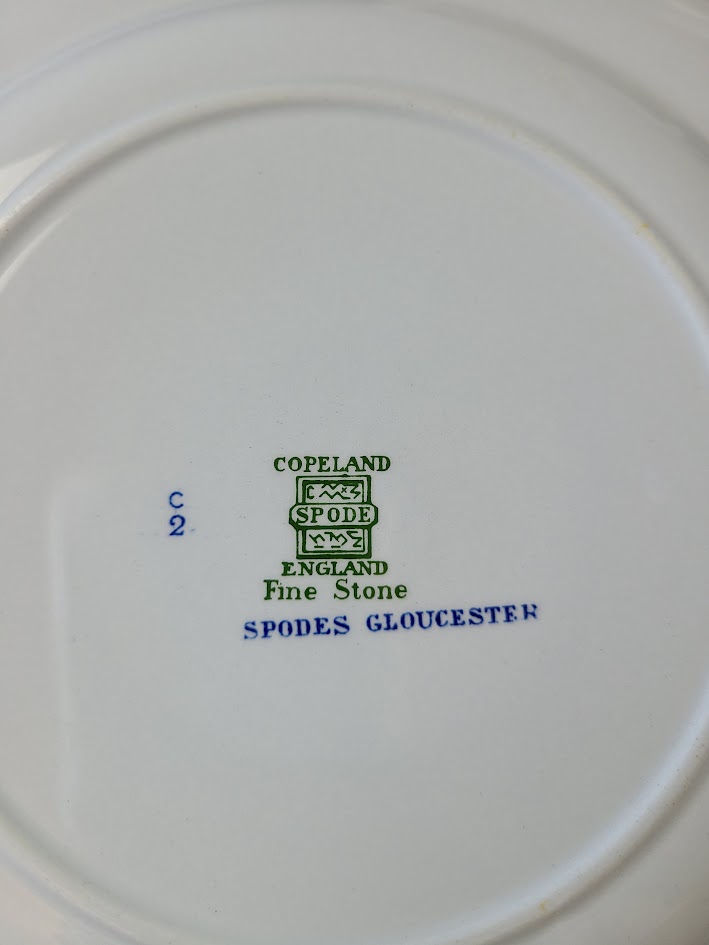 C
2
COPELAND
SPODE
ENGLAND
Fine Stone
SPODES GLOUCESTER